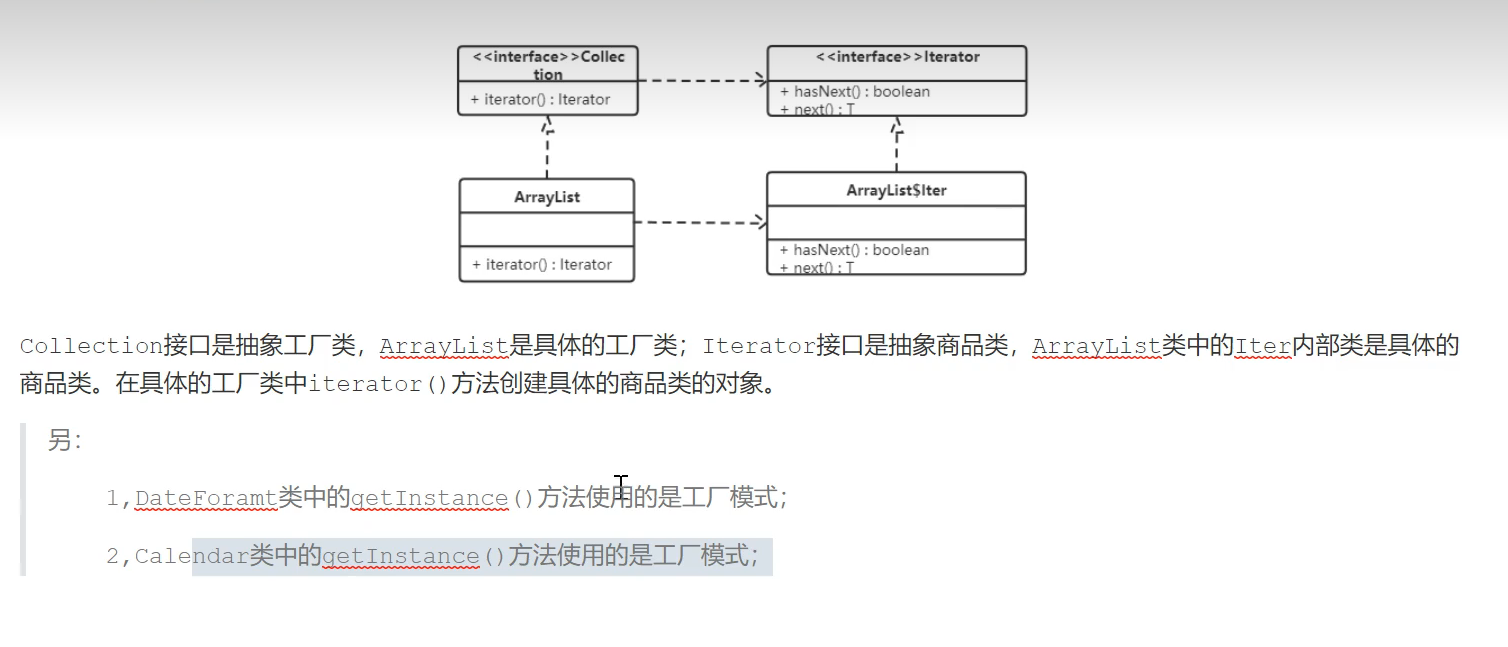 <<interface>>Collec
tion
+ iterator() : Iterator
<<interface>>Iterator
+ hasNext() : boolean
+ next() : T
ArrayList
+ iterator() : Iterator
ArrayList$Iter
+ hasNext() : boolean
+ next() : T
Collection接口是抽象工厂类，ArrayList是具体的工厂类；Iterator接口是抽象商品类，ArrayList类中的Iter内部类是具体的
商品类。在具体的工厂类中iterator()方法创建具体的商品类的对象。
另：
1,DateForamt类中的getInstance()方法使用的是工厂模式；
2,Calendar类中的getInstance()方法使用的是工厂模式；